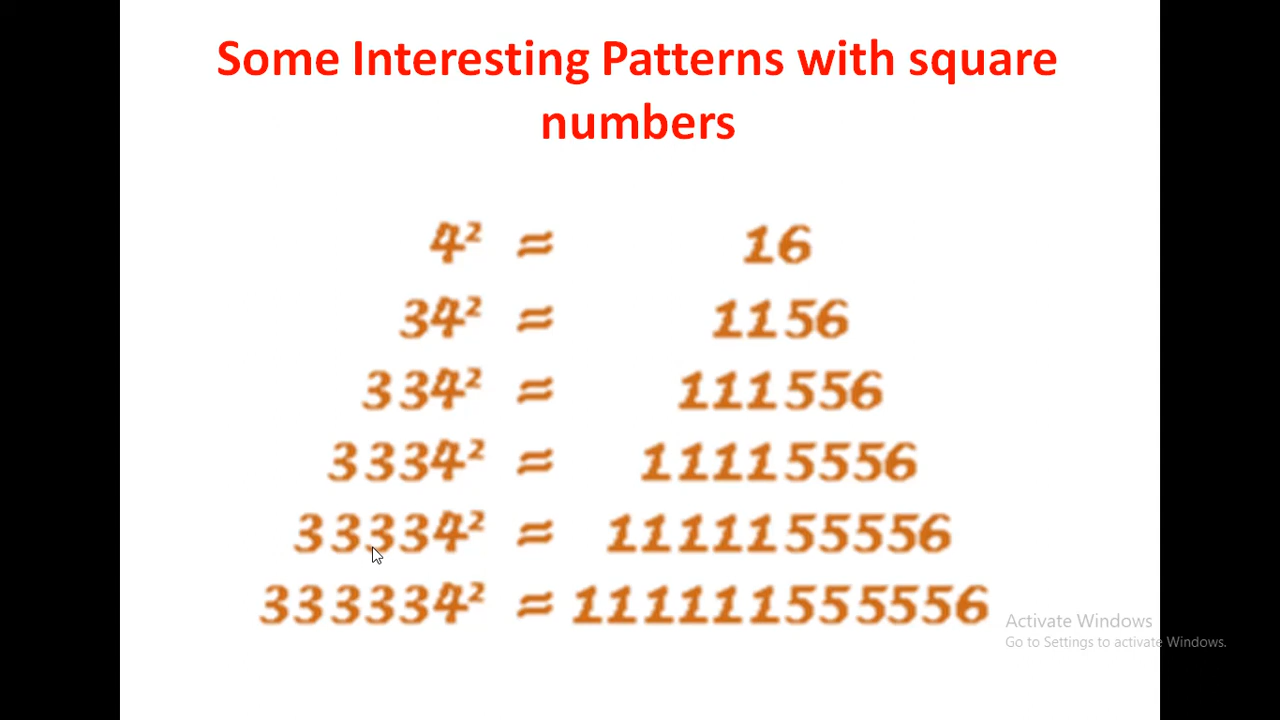 Some Interesting Patterns with square
numbers
4² = 16
34² = 1156
334² = 111556
3334² = 11115556
33334² = 1111155556
333334² = 111111555556
Activate Windows
Go to Settings to activate Windows.